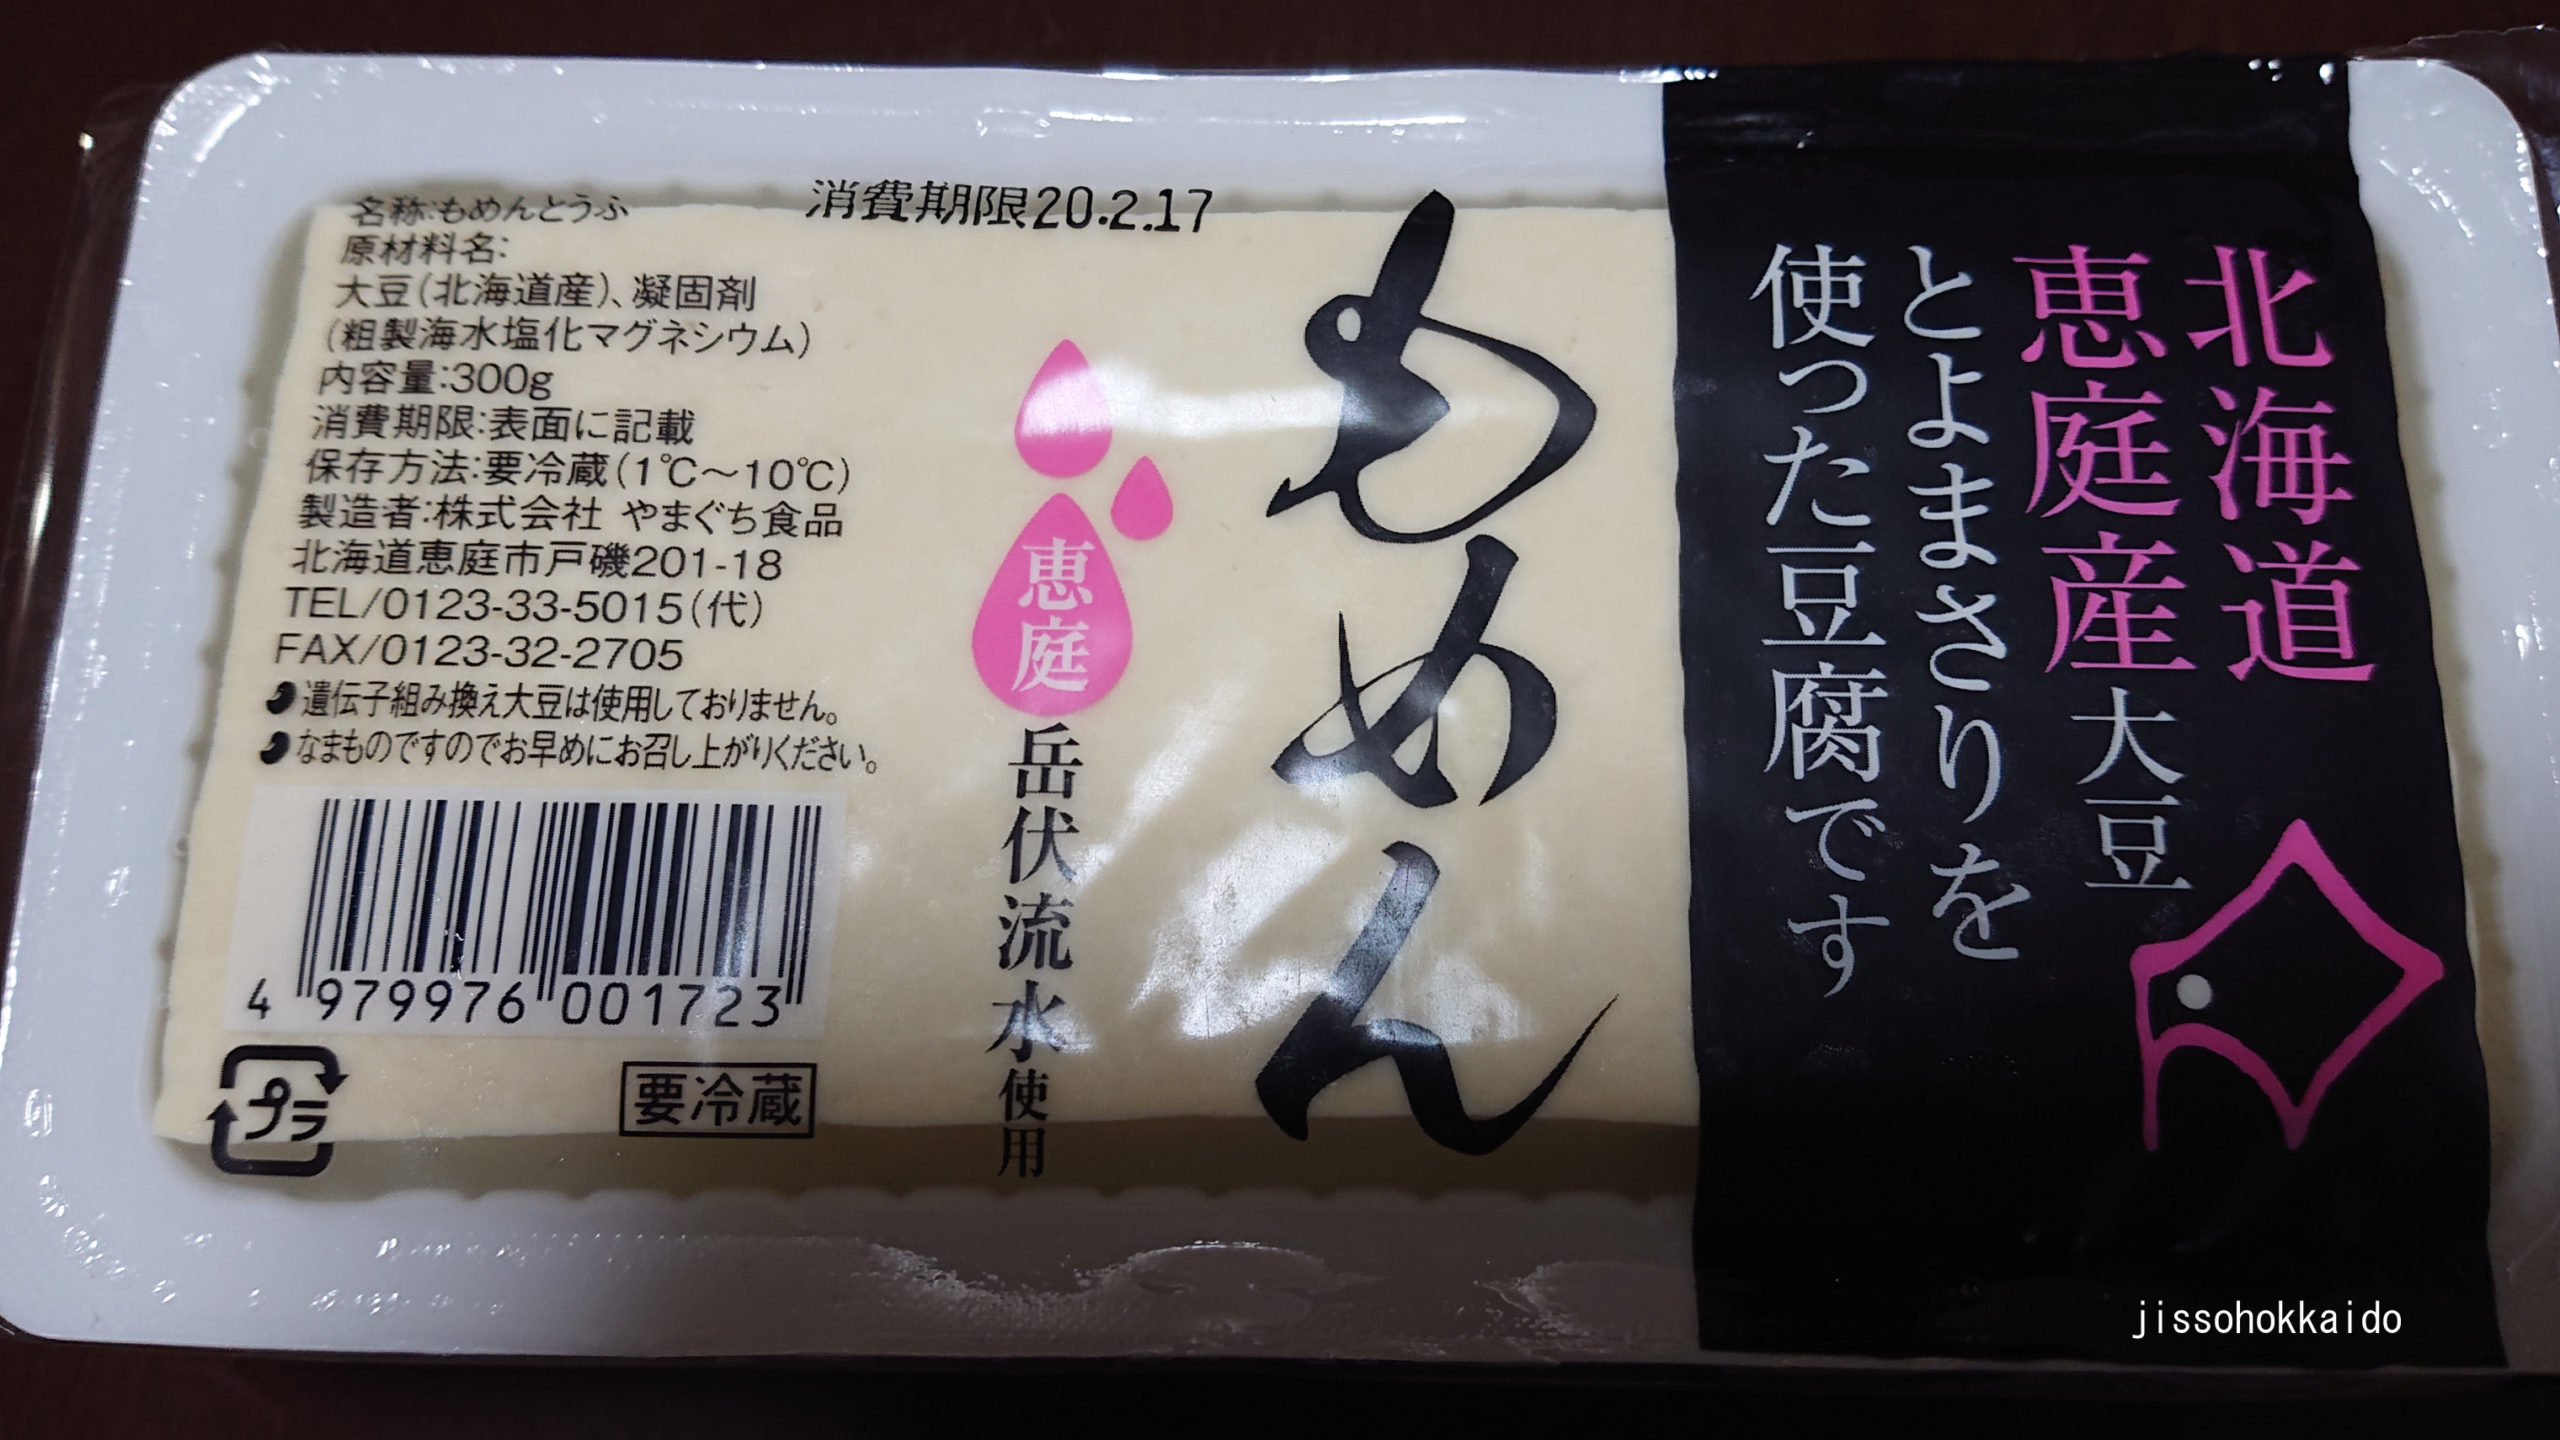 名称:もめんとうふ
原材料名:
大豆(北海道産)、凝固剤
(粗製海水塩化マグネシウム)
内容量:300g
消費期限:表面に記載
保存方法:要冷蔵(1℃〜10℃)
製造者:株式会社 やまぐち食品
北海道恵庭市戸磯201-18
TEL/0123-33-5015(代)
FAX/0123-32-2705
遺伝子組み換え大豆は使用しておりません。
なまものですのでお早めにお召し上がりください。
4 979976 001723
プラ
要冷蔵
消費期限20.2.17
恵庭
岳伏流水使用
もめん
北海道
恵庭産大豆
とよまさりを
使った豆腐です
jissohokkaido